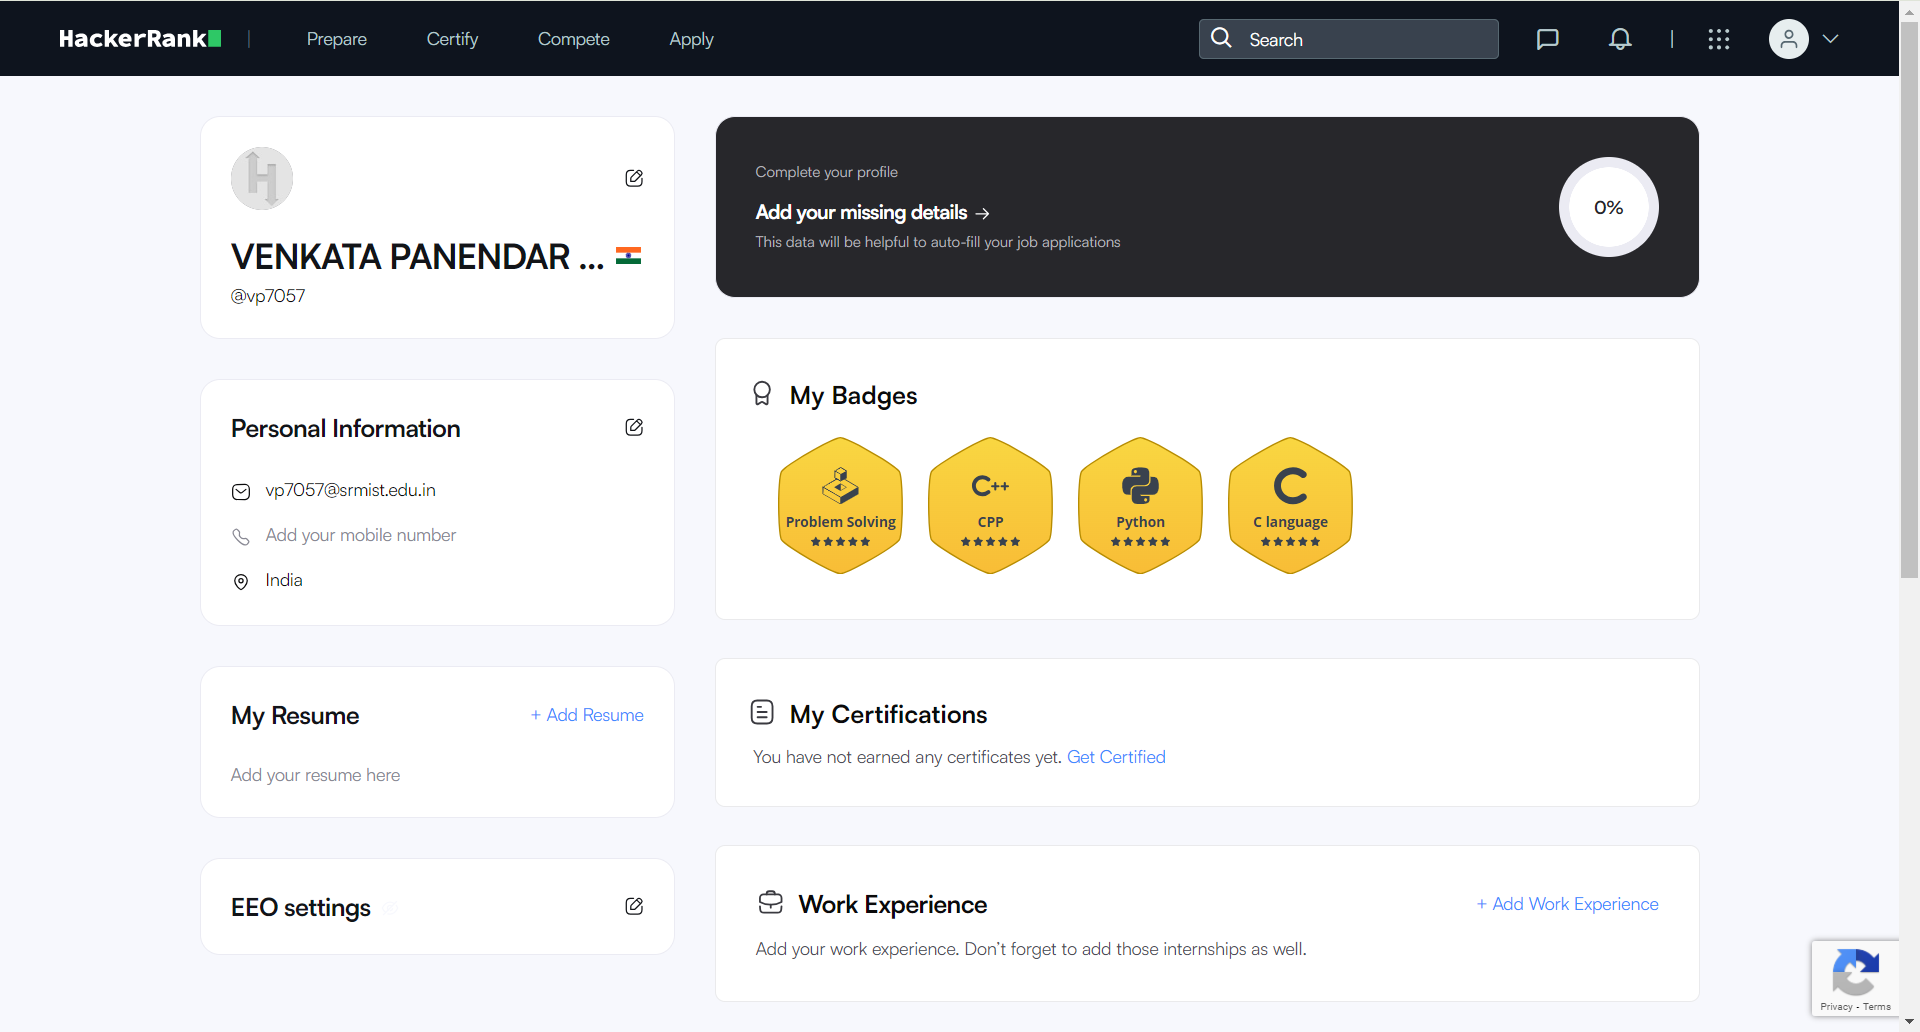 HackerRank
Prepare
Certify
Compete
Apply
Search
VENKATA PANENDAR ...
@vp7057
Personal Information
vp7057@srmist.edu.in
Add your mobile number
India
My Resume
+ Add Resume
Add your resume here
EEO settings
Complete your profile
Add your missing details →
This data will be helpful to auto-fill your job applications
0%
My Badges
Problem Solving
C++
CPP
Python
C
C language
My Certifications
You have not earned any certificates yet. Get Certified
Work Experience
+ Add Work Experience
Add your work experience. Don't forget to add those internships as well.
Privacy - Terms